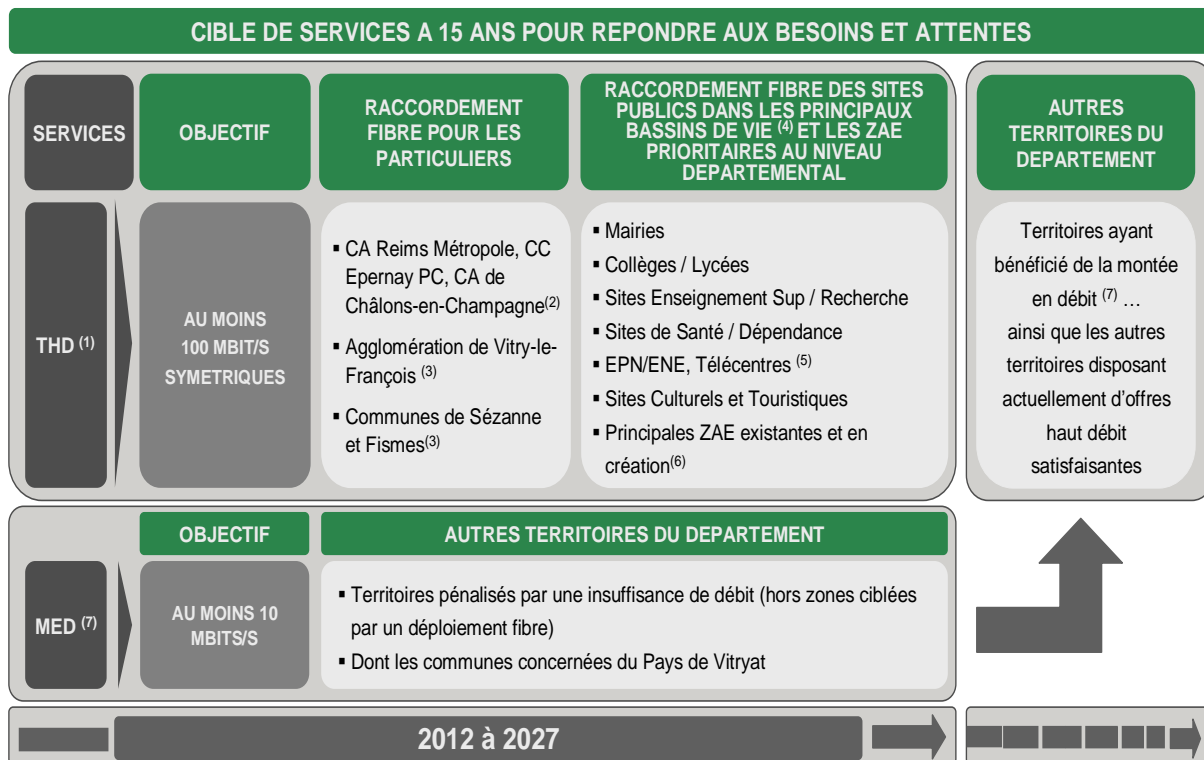 CIBLE DE SERVICES A 15 ANS POUR REPONDRE AUX BESOINS ET ATTENTES
SERVICES
OBJECTIF
RACCORDEMENT
FIBRE POUR LES
PARTICULIERS
RACCORDEMENT FIBRE DES SITES
PUBLICS DANS LES PRINCIPAUX
BASSINS DE VIE (4) ET LES ZAE
PRIORITAIRES AU NIVEAU
DEPARTEMENTAL
AUTRES
TERRITOIRES DU
DEPARTEMENT
THD (1)
AU MOINS
100 MBIT/S
SYMETRIQUES
▪ CA Reims Métropole, CC
Epernay PC, CA de
Châlons-en-Champagne(2)
▪ Agglomération de Vitry-le-
François (3)
▪ Communes de Sézanne
et Fismes(3)
▪ Mairies
▪ Collèges / Lycées
▪ Sites Enseignement Sup / Recherche
▪ Sites de Santé / Dépendance
▪ EPN/ENE, Télécentres (5)
▪ Sites Culturels et Touristiques
▪ Principales ZAE existantes et en
création(6)
Territoires ayant
bénéficié de la montée
en débit (7) …
ainsi que les autres
territoires disposant
actuellement d'offres
haut débit
satisfaisantes
OBJECTIF
AUTRES TERRITOIRES DU DEPARTEMENT
MED (7)
AU MOINS 10
MBITS/S
▪ Territoires pénalisés par une insuffisance de débit (hors zones ciblées
par un déploiement fibre)
▪ Dont les communes concernées du Pays de Vitryat
2012 à 2027